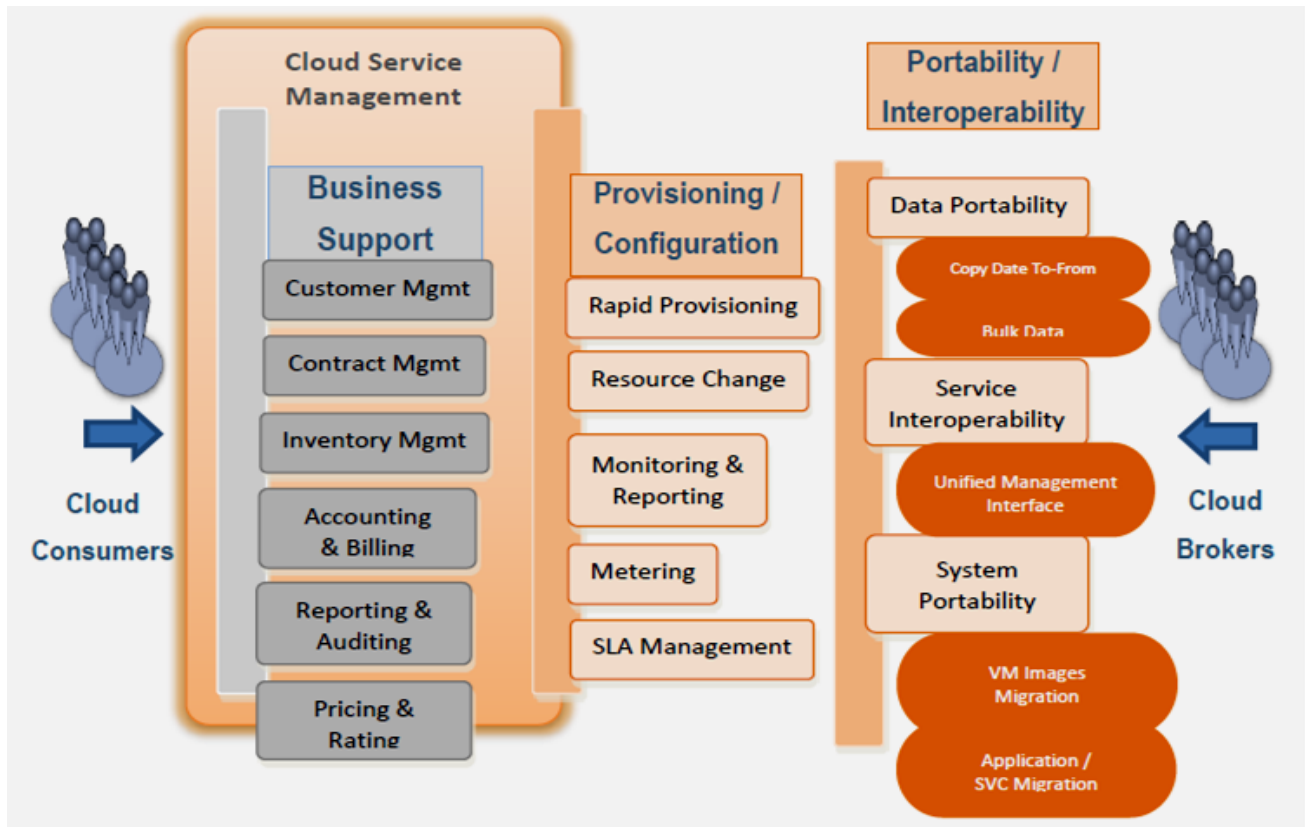 Cloud Service
Management
Business
Support
Customer Mgmt
Contract Mgmt
Inventory Mgmt
Accounting
& Billing
Reporting &
Auditing
Pricing &
Rating
Provisioning /
Configuration
Rapid Provisioning
Resource Change
Monitoring &
Reporting
Metering
SLA Management
Portability /
Interoperability
Data Portability
Copy Date To-From
Bulk Data
Service
Interoperability
Unified Management
Interface
System
Portability
VM Images
Migration
Application /
SVC Migration
Cloud
Consumers
Cloud
Brokers